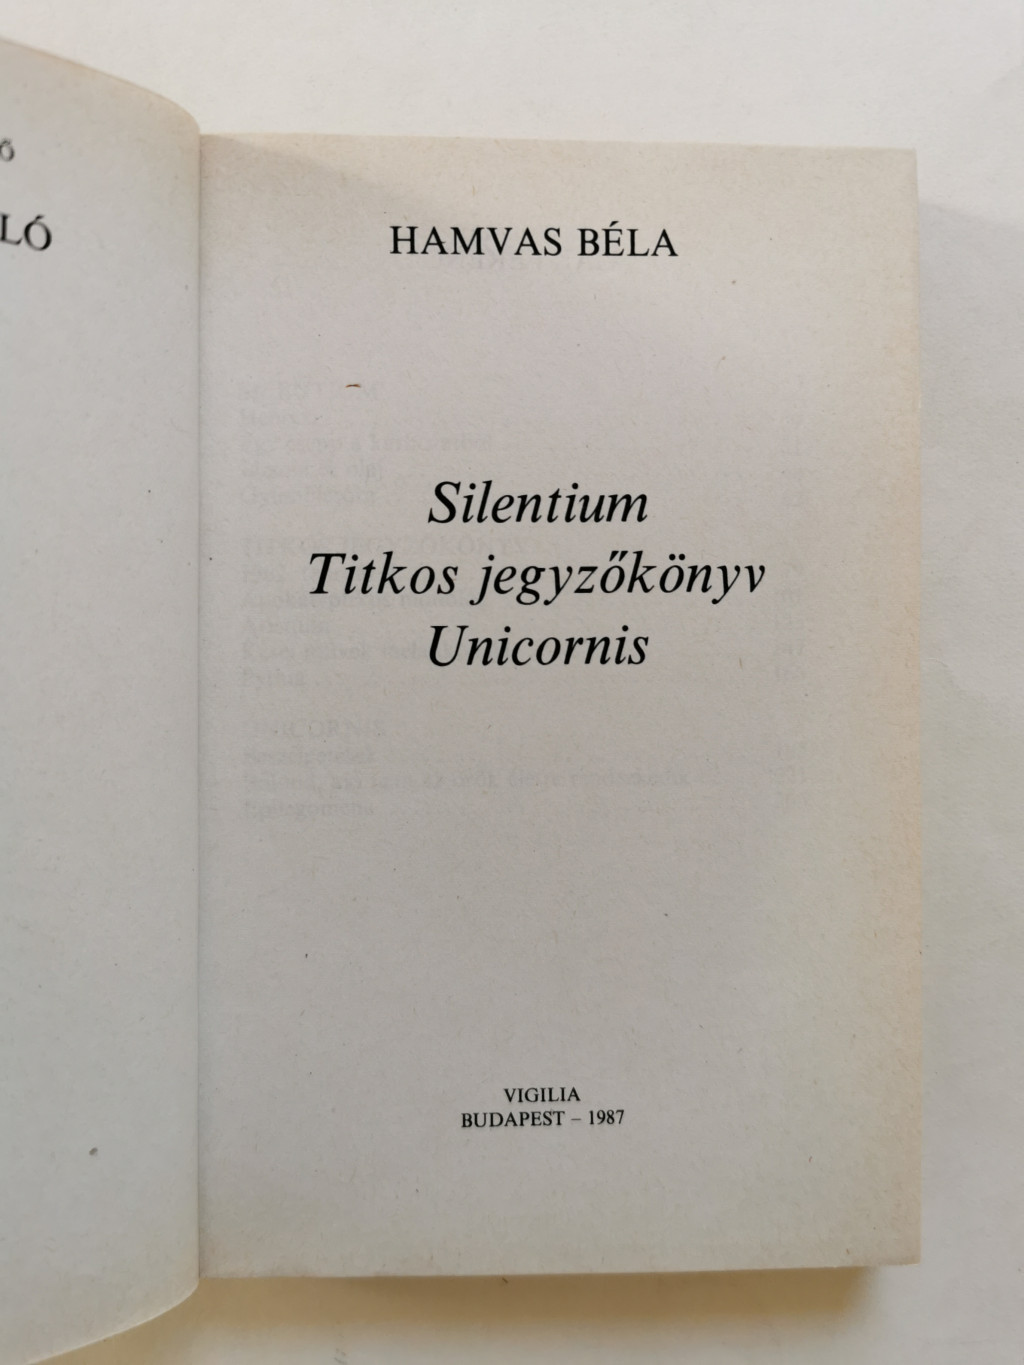 LÓ
HAMVAS BÉLA
Silentium
Titkos jegyzőkönyv
Unicornis
VIGILIA
BUDAPEST – 1987